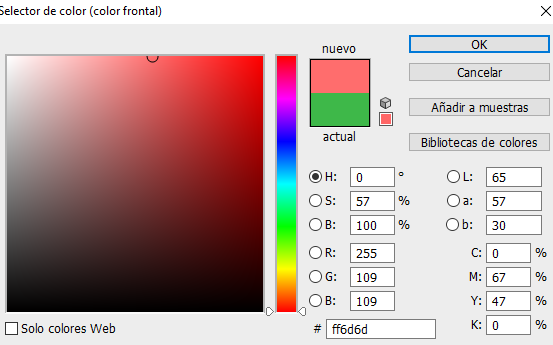 Selector de color (color frontal)
nuevo
actual
OK
Cancelar
Añadir a muestras
Bibliotecas de colores
H: 0 °
S: 57 %
B: 100 %
R: 255
G: 109
B: 109
# ff6d6d
L: 65
a: 57
b: 30
C: 0 %
M: 67 %
Y: 47 %
K: 0 %
Solo colores Web